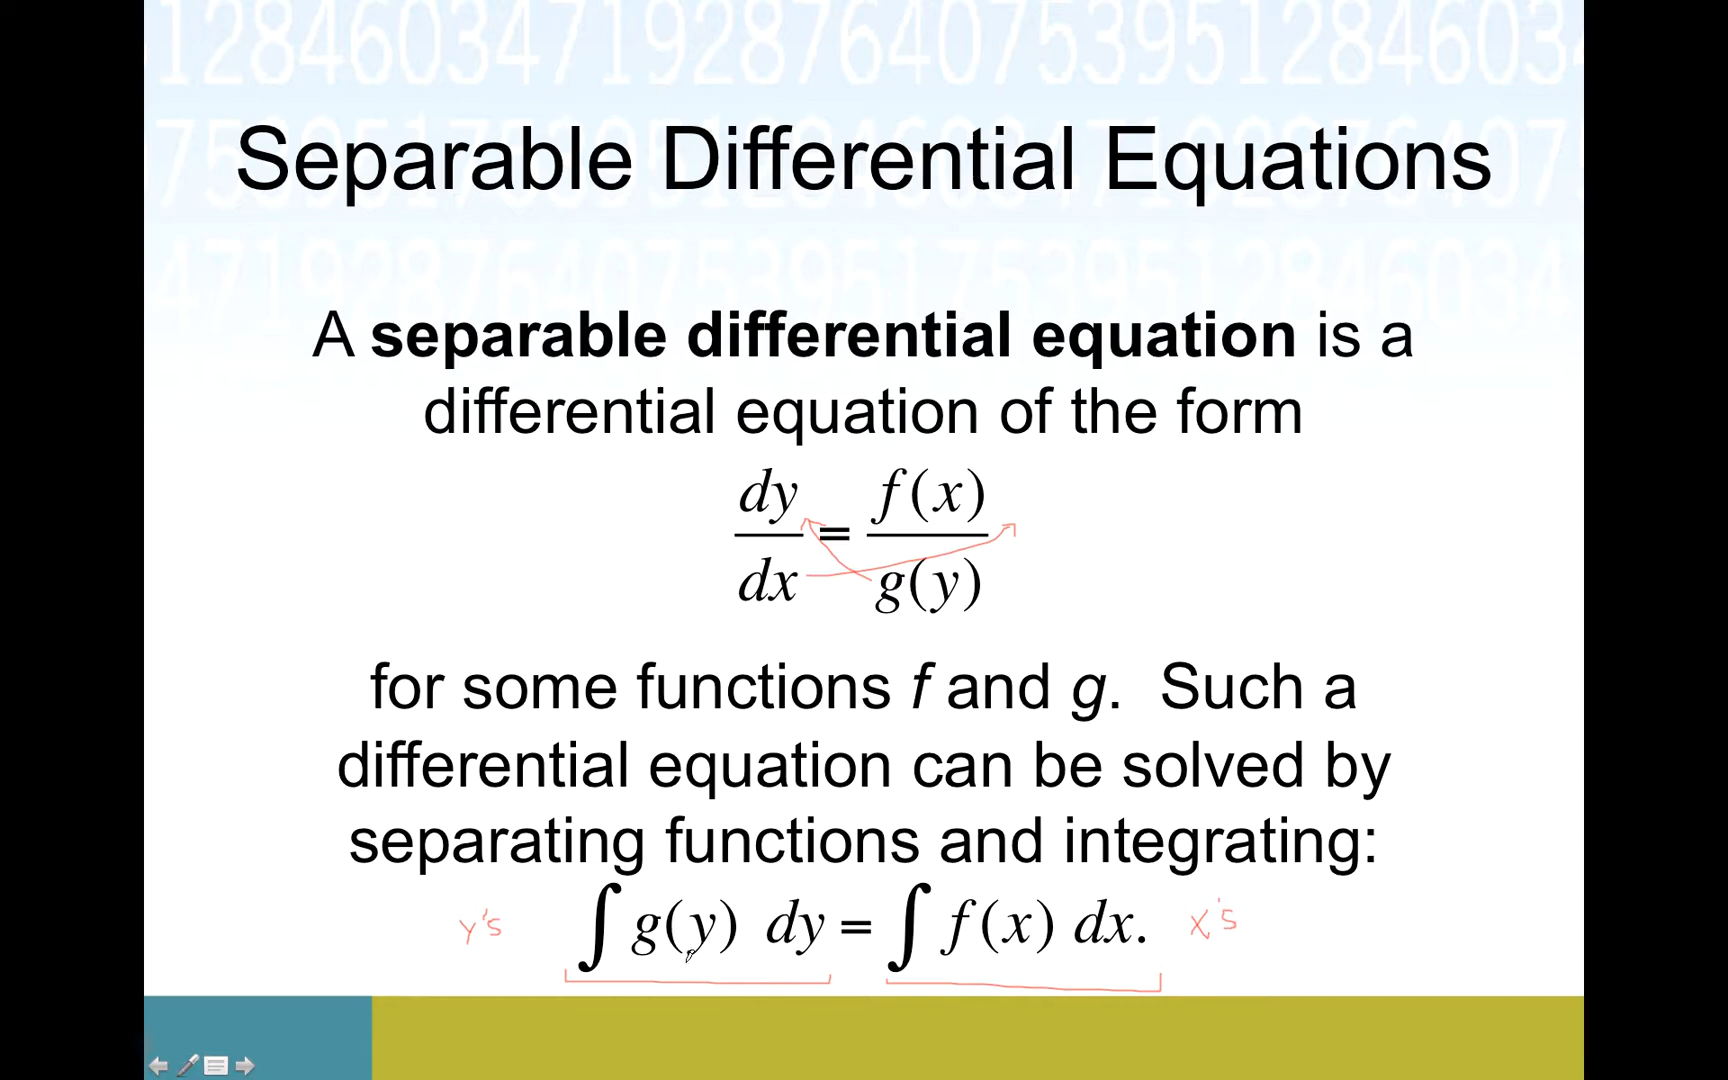 128460347192876407539512846034
Separable Differential Equations
A separable differential equation is a
differential equation of the form
dy/dx = f(x)/g(y)
for some functions f and g. Such a
differential equation can be solved by
separating functions and integrating:
y's ∫ g(y) dy = ∫ f(x) dx. x's